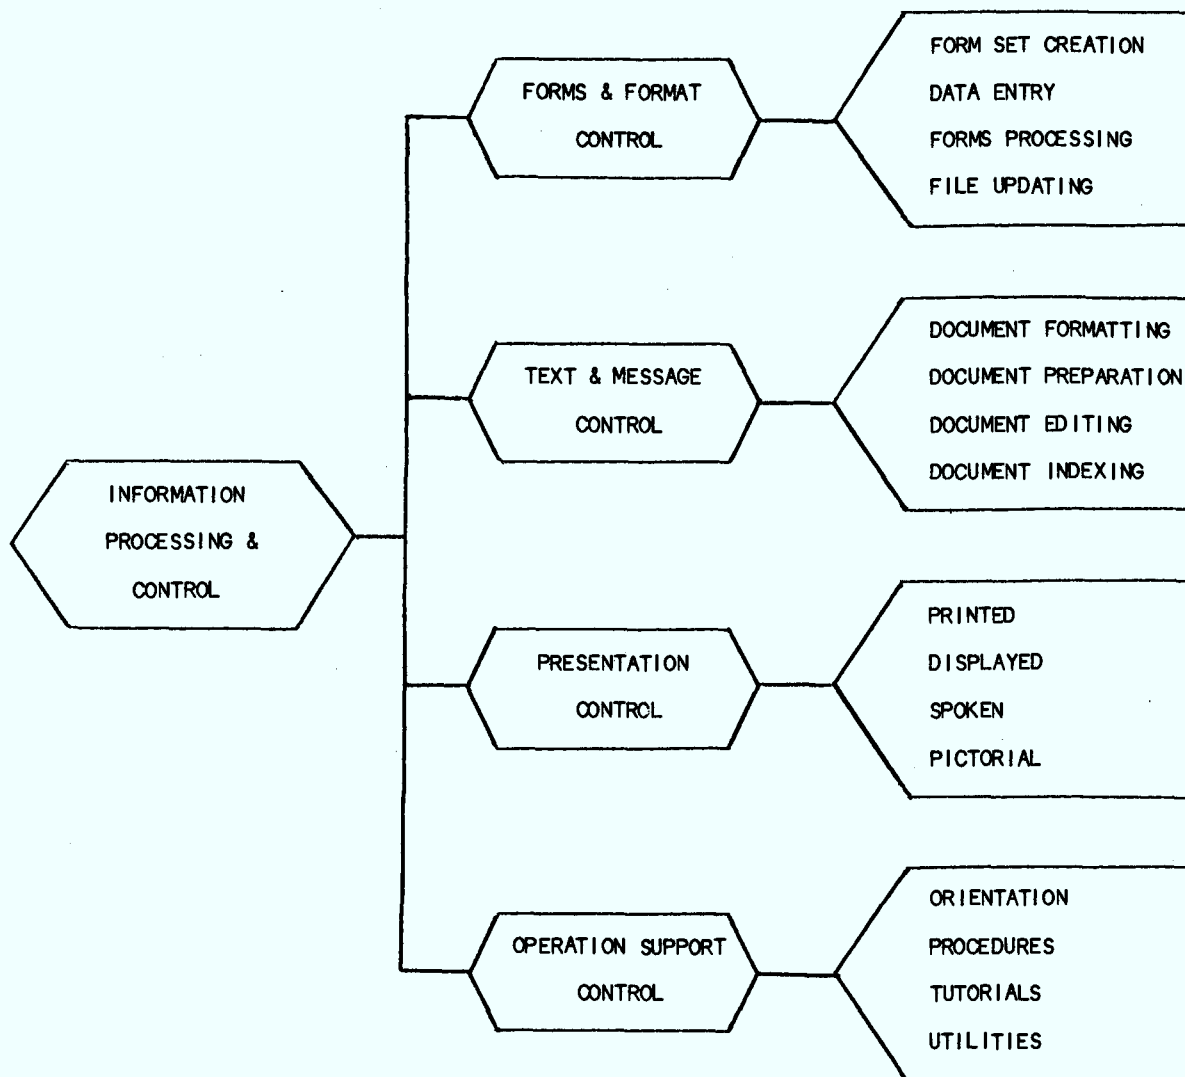 FORMS & FORMAT
CONTROL
FORM SET CREATION
DATA ENTRY
FORMS PROCESSING
FILE UPDATING
TEXT & MESSAGE
CONTROL
DOCUMENT FORMATTING
DOCUMENT PREPARATION
DOCUMENT EDITING
DOCUMENT INDEXING
INFORMATION
PROCESSING &
CONTROL
PRESENTATION
CONTROL
PRINTED
DISPLAYED
SPOKEN
PICTORIAL
OPERATION SUPPORT
CONTROL
ORIENTATION
PROCEDURES
TUTORIALS
UTILITIES